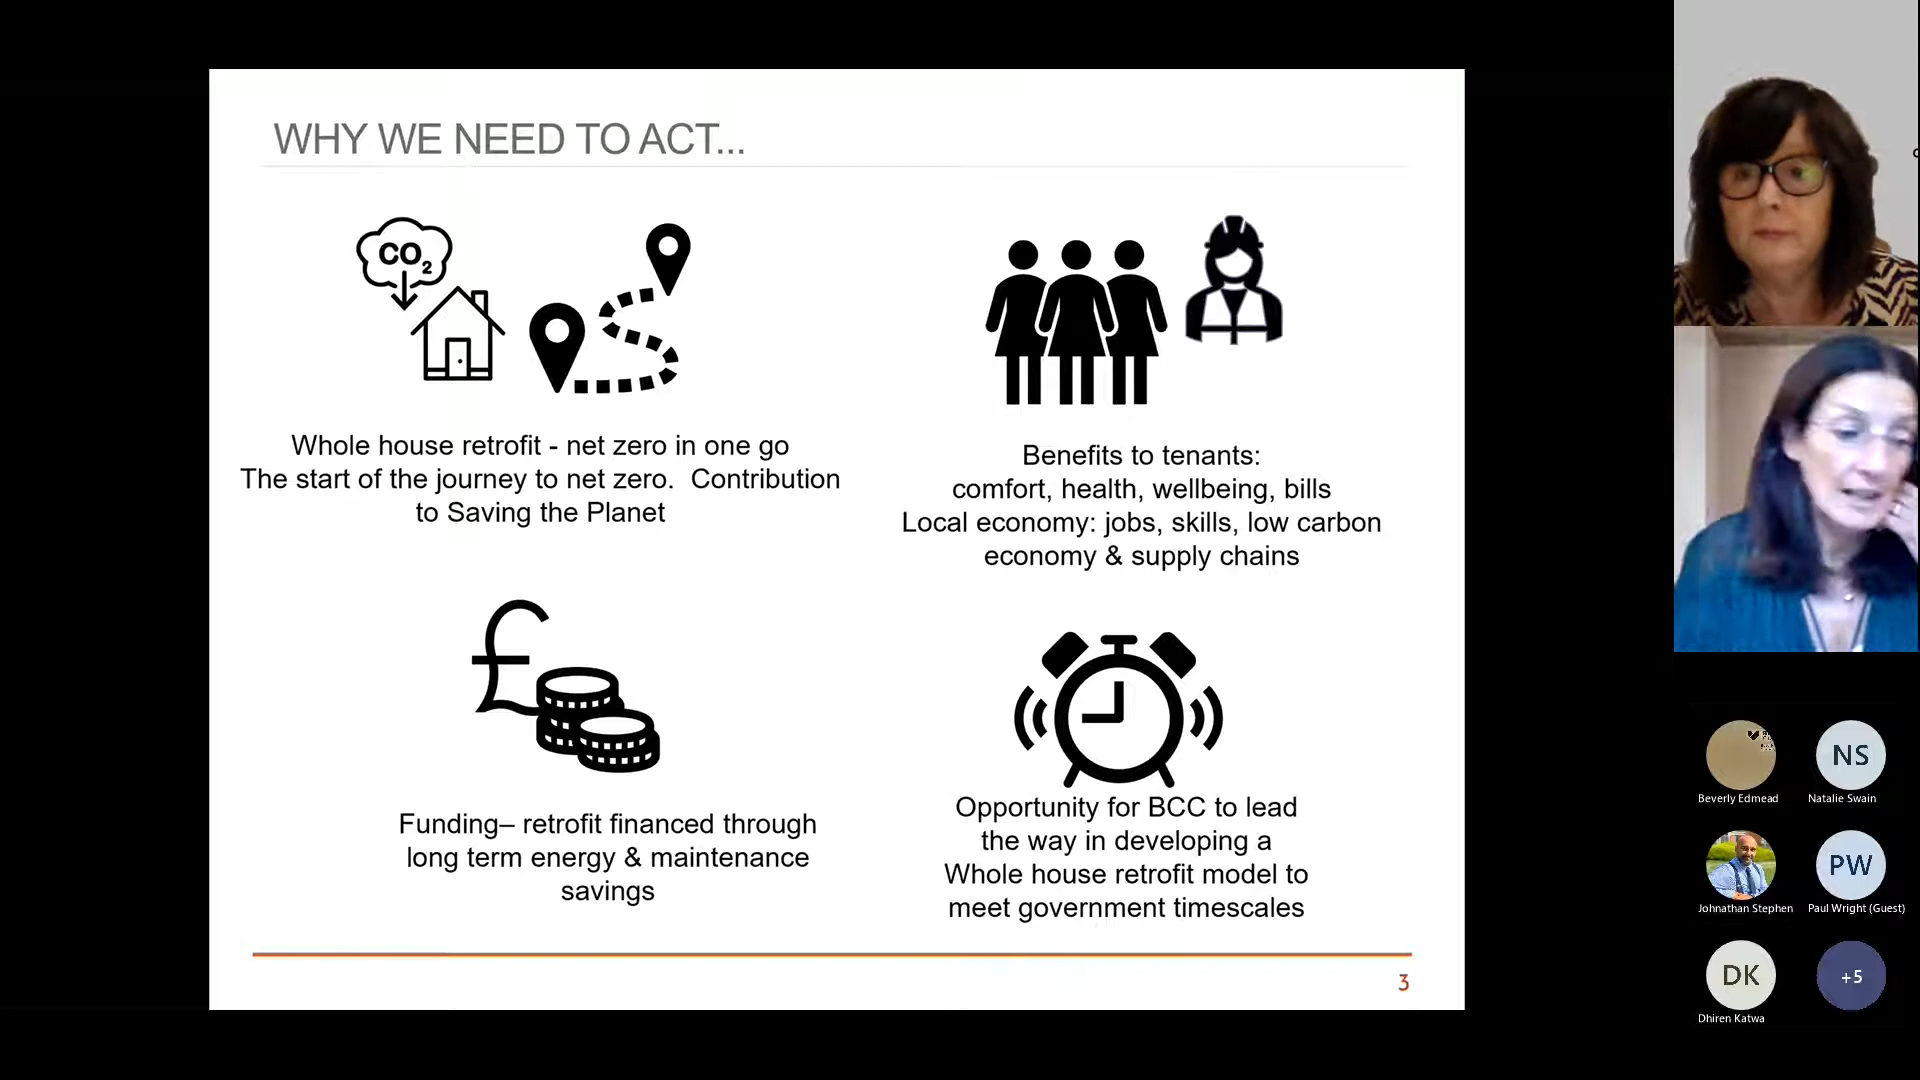 WHY WE NEED TO ACT...
CO2
Whole house retrofit - net zero in one go
The start of the journey to net zero. Contribution
to Saving the Planet
Benefits to tenants:
comfort, health, wellbeing, bills
Local economy: jobs, skills, low carbon
economy & supply chains
£
Funding– retrofit financed through
long term energy & maintenance
savings
Opportunity for BCC to lead
the way in developing a
Whole house retrofit model to
meet government timescales
3
Beverly Edmead
NS
Natalie Swain
Johnathan Stephen
PW
Paul Wright (Guest)
DK
Dhiren Katwa
+5